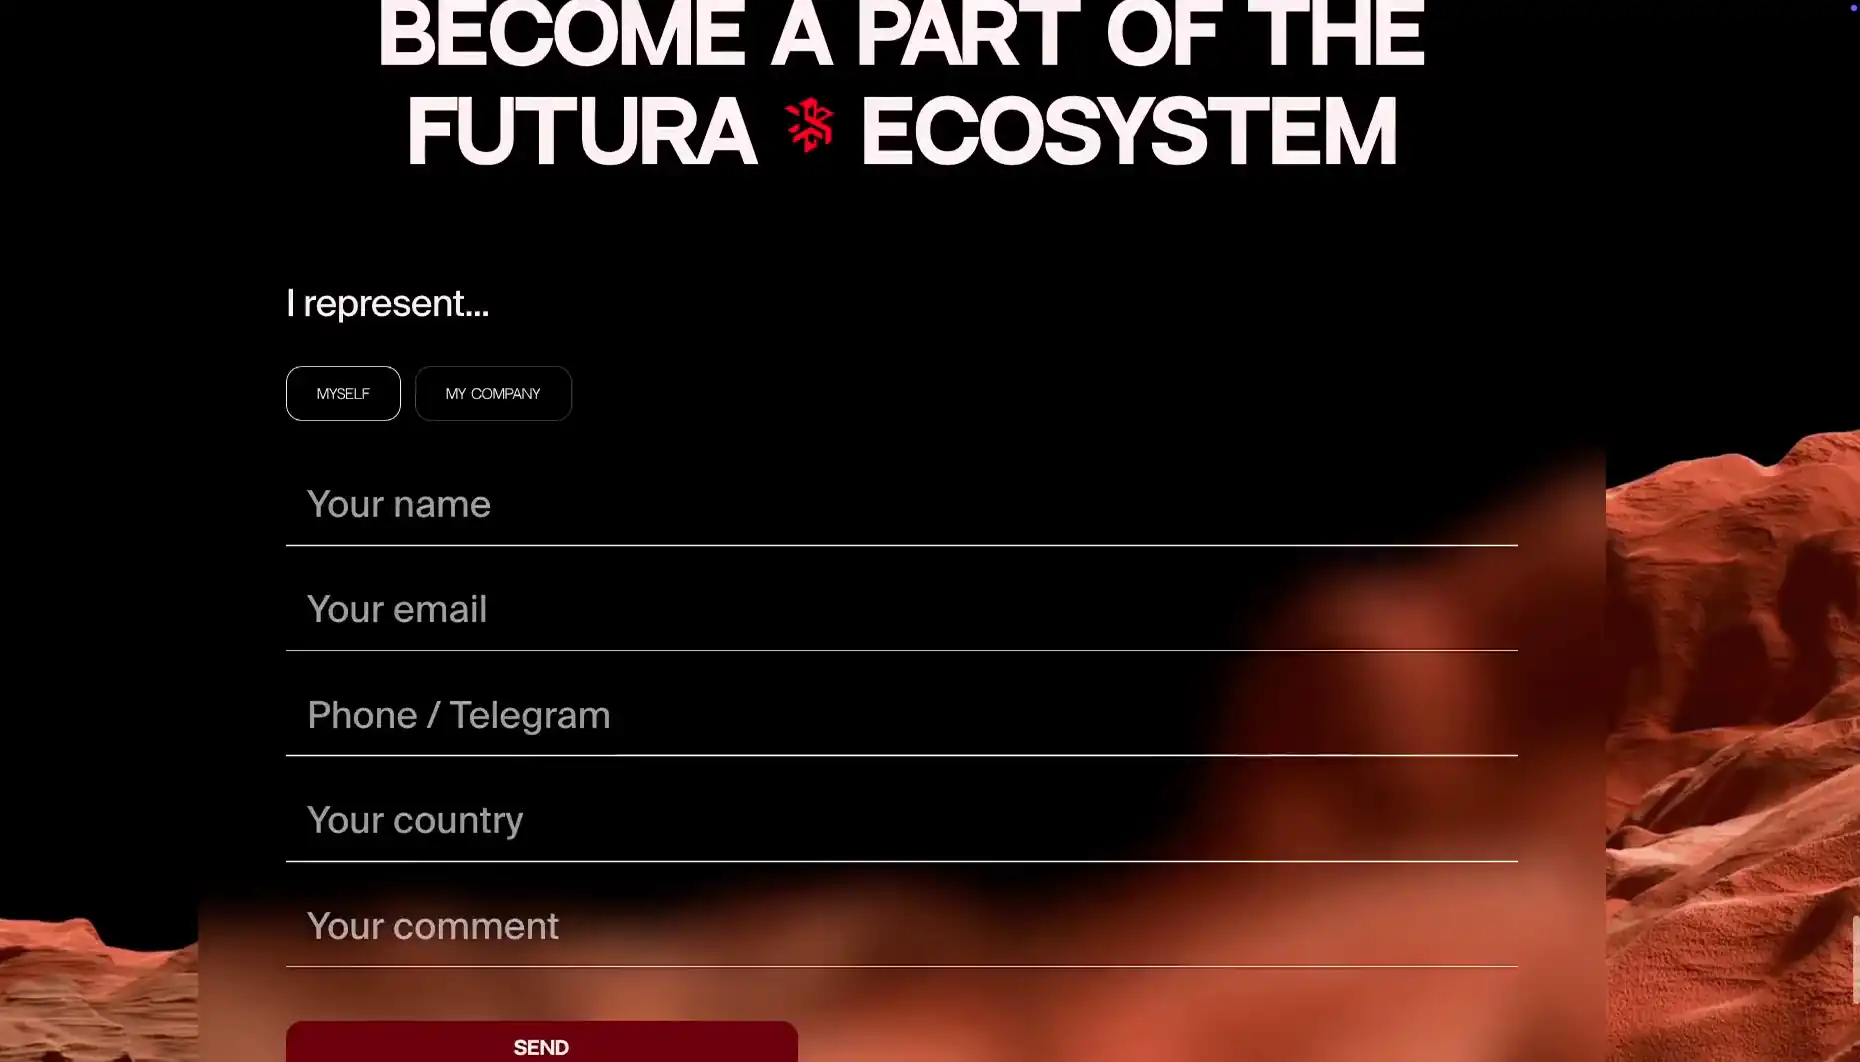 BECOME A PART OF THE
FUTURA ECOSYSTEM
I represent...
MYSELF
MY COMPANY
Your name
Your email
Phone / Telegram
Your country
Your comment
SEND